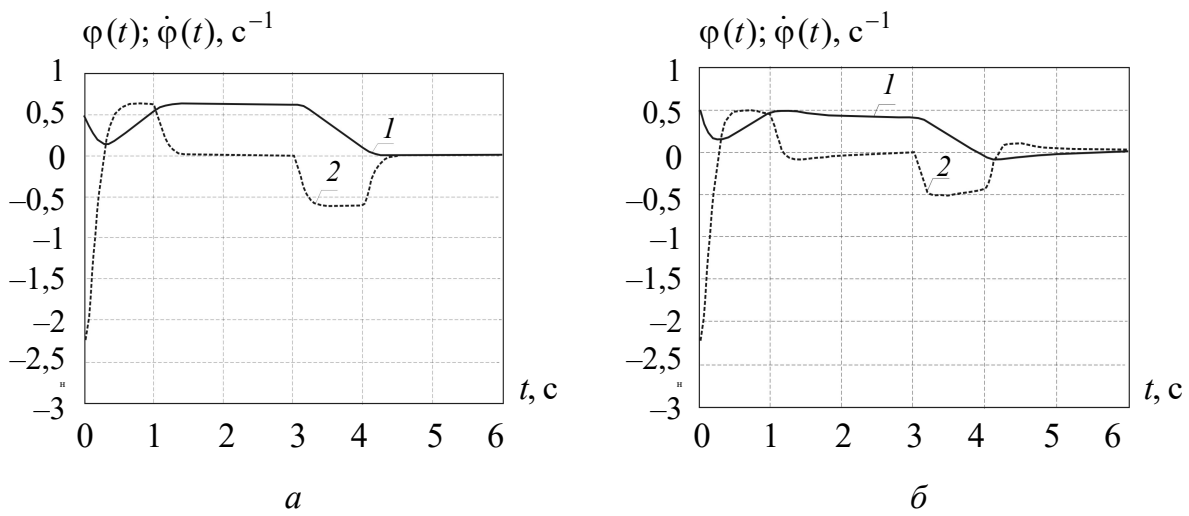 φ(t); φ̇(t), с⁻¹
1
0,5
0
–0,5
–1
–1,5
–2
–2,5
н
–3
1
2
t, с
0 1 2 3 4 5 6
а
φ(t); φ̇(t), с⁻¹
1
0,5
0
–0,5
–1
–1,5
–2
–2,5
н
–3
1
2
t, с
0 1 2 3 4 5 6
б